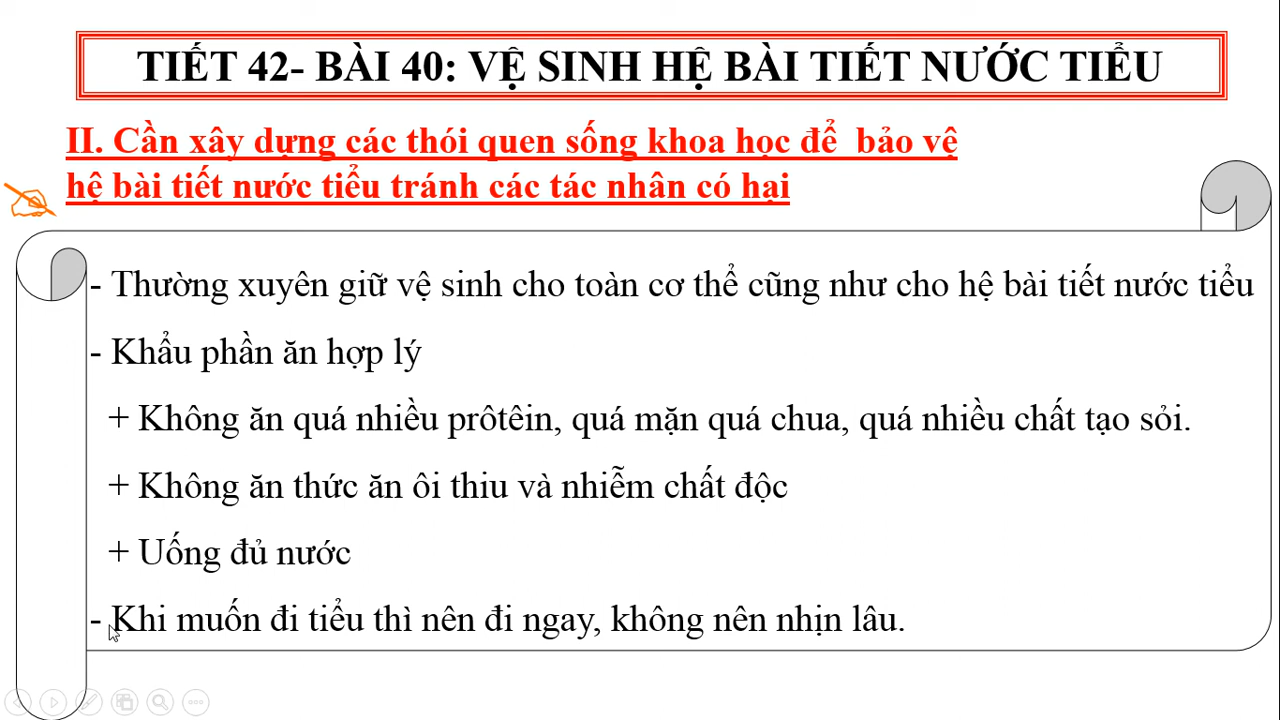 TIẾT 42- BÀI 40: VỆ SINH HỆ BÀI TIẾT NƯỚC TIỂU
II. Cần xây dựng các thói quen sống khoa học để bảo vệ
hệ bài tiết nước tiểu tránh các tác nhân có hại
- Thường xuyên giữ vệ sinh cho toàn cơ thể cũng như cho hệ bài tiết nước tiểu
- Khẩu phần ăn hợp lý
+ Không ăn quá nhiều prôtêin, quá mặn quá chua, quá nhiều chất tạo sỏi.
+ Không ăn thức ăn ôi thiu và nhiễm chất độc
+ Uống đủ nước
- Khi muốn đi tiểu thì nên đi ngay, không nên nhịn lâu.